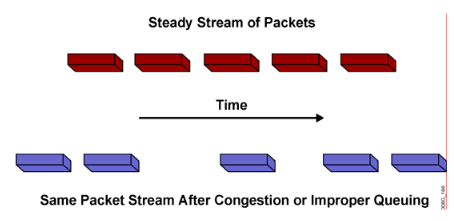 Steady Stream of Packets
Time
Same Packet Stream After Congestion or Improper Queuing